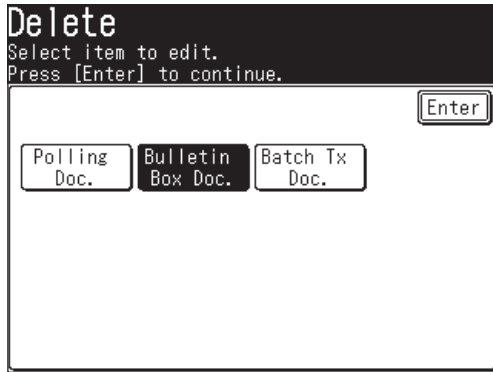 Delete
Select item to edit.
Press [Enter] to continue.
Enter
Polling Bulletin Batch Tx
Doc. Box Doc. Doc.